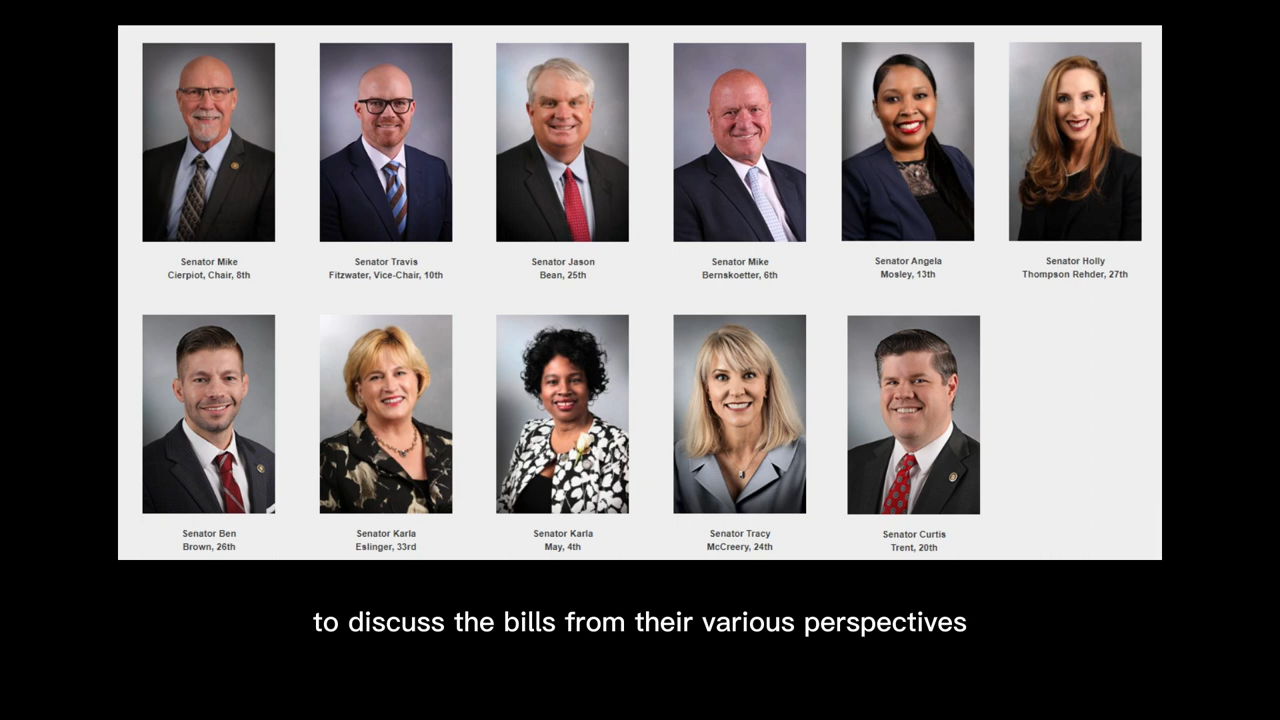 Senator Mike
Cierpiot, Chair, 8th
Senator Travis
Fitzwater, Vice-Chair, 10th
Senator Jason
Bean, 25th
Senator Mike
Bernskoetter, 6th
Senator Angela
Mosley, 13th
Senator Holly
Thompson Rehder, 27th
Senator Ben
Brown, 26th
Senator Karla
Eslinger, 33rd
Senator Karla
May, 4th
Senator Tracy
McCreery, 24th
Senator Curtis
Trent, 20th
to discuss the bills from their various perspectives